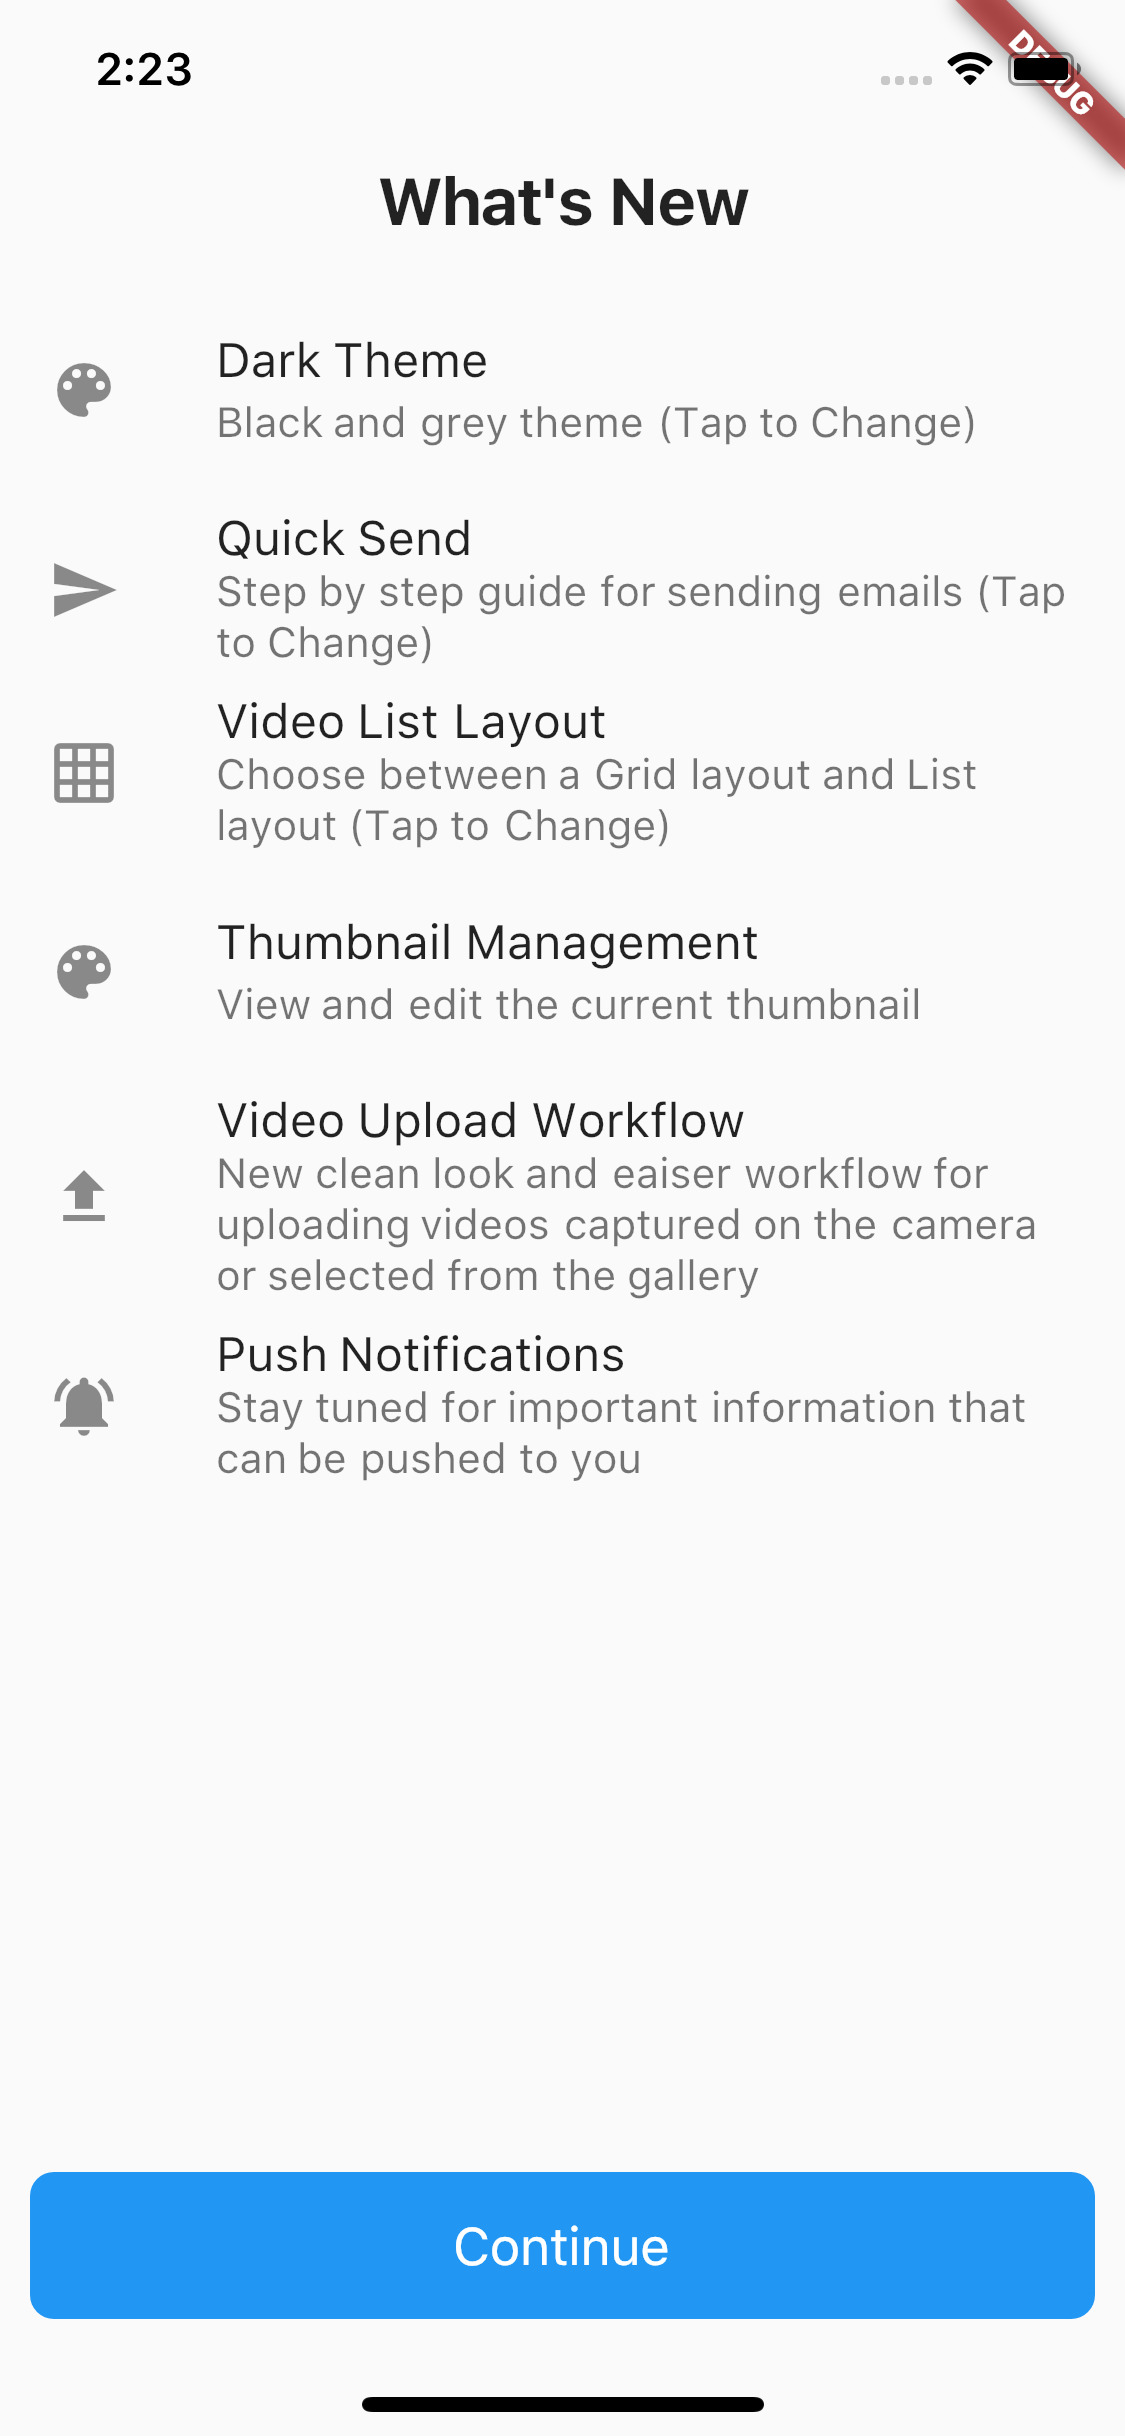 2:23
DEBUG
What's New
Dark Theme
Black and grey theme (Tap to Change)
Quick Send
Step by step guide for sending emails (Tap
to Change)
Video List Layout
Choose between a Grid layout and List
layout (Tap to Change)
Thumbnail Management
View and edit the current thumbnail
Video Upload Workflow
New clean look and eaiser workflow for
uploading videos captured on the camera
or selected from the gallery
Push Notifications
Stay tuned for important information that
can be pushed to you
Continue